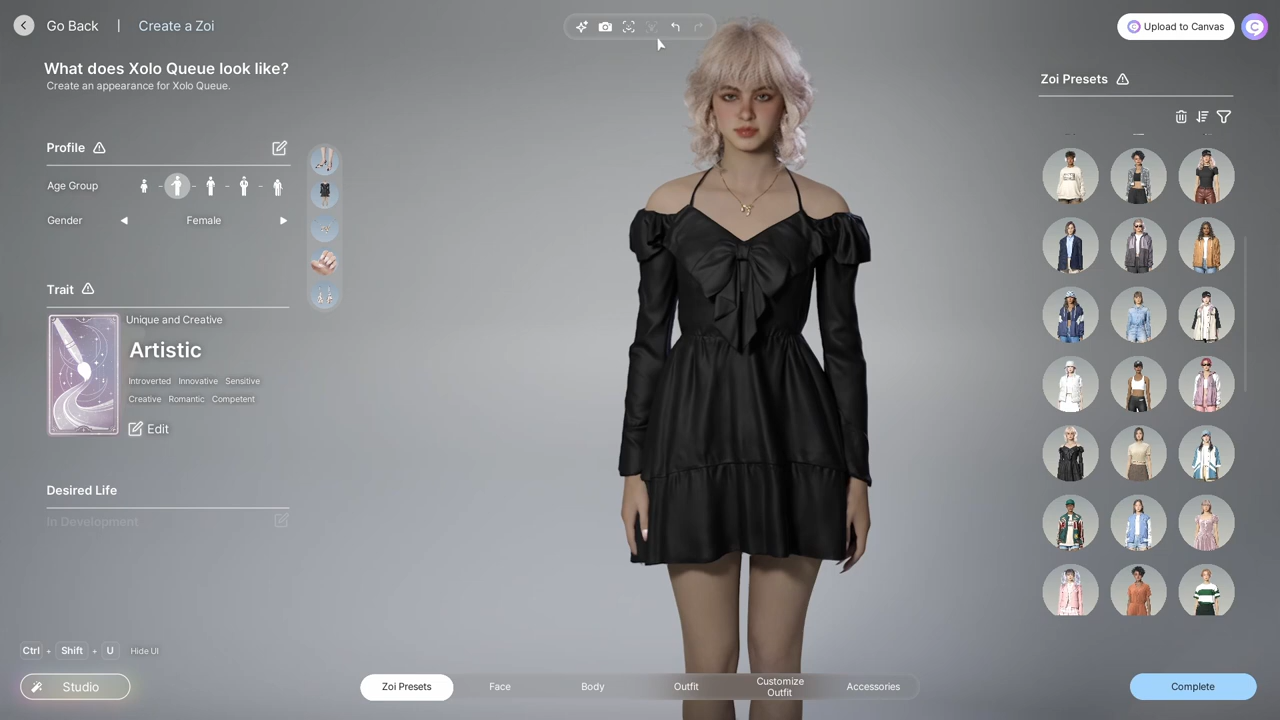 Go Back | Create a Zoi
Upload to Canvas
What does Xolo Queue look like?
Create an appearance for Xolo Queue.
Profile
Age Group
Gender
Female
Trait
Unique and Creative
Artistic
Introverted Innovative Sensitive
Creative Romantic Competent
Edit
Desired Life
In Development
Ctrl + Shift + U Hide UI
Studio
Zoi Presets
Zoi Presets
Face
Body
Outfit
Customize
Outfit
Accessories
Complete